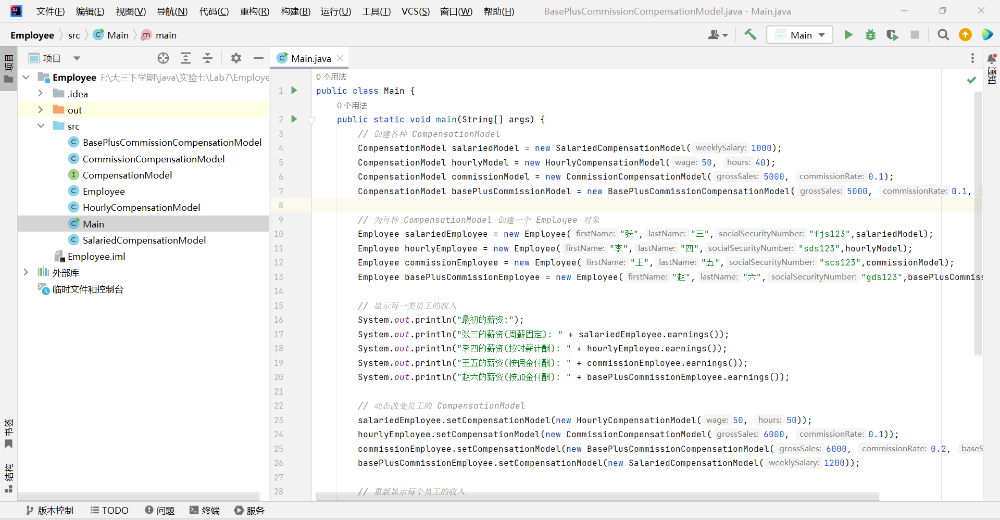 文件(F) 编辑(E) 视图(V) 导航(N) 代码(C) 重构(R) 构建(B) 运行(U) 工具(T) VCS(S) 窗口(W) 帮助(H) BasePlusCommissionCompensationModel.java - Main.java
Employee src Main main
Main
项目
项目
Employee F:\大三下学期\java\实验七\Lab7\Employe
.idea
out
src
BasePlusCommissionCompensationModel
CommissionCompensationModel
CompensationModel
Employee
HourlyCompensationModel
Main
SalariedCompensationModel
Employee.iml
外部库
临时文件和控制台
书签
结构
Main.java
通知
0 个用法
1 public class Main {
0 个用法
2 public static void main(String[] args) {
3 // 创建各种 CompensationModel
4 CompensationModel salariedModel = new SalariedCompensationModel( weeklySalary: 1000);
5 CompensationModel hourlyModel = new HourlyCompensationModel( wage: 50, hours: 40);
6 CompensationModel commissionModel = new CommissionCompensationModel( grossSales: 5000, commissionRate: 0.1);
7 CompensationModel basePlusCommissionModel = new BasePlusCommissionCompensationModel( grossSales: 5000, commissionRate: 0.1,
8
9 // 为每种 CompensationModel 创建一个 Employee 对象
10 Employee salariedEmployee = new Employee( firstName: "张", lastName: "三", socialSecurityNumber: "fjs123",salariedModel);
11 Employee hourlyEmployee = new Employee( firstName: "李", lastName: "四", socialSecurityNumber: "sds123",hourlyModel);
12 Employee commissionEmployee = new Employee( firstName: "王", lastName: "五", socialSecurityNumber: "scs123",commissionModel);
13 Employee basePlusCommissionEmployee = new Employee( firstName: "赵", lastName: "六", socialSecurityNumber: "gds123",basePlusCommiss
14
15 // 显示每一类员工的收入
16 System.out.println("最初的薪资:");
17 System.out.println("张三的薪资(周薪固定): " + salariedEmployee.earnings());
18 System.out.println("李四的薪资(按时薪计酬): " + hourlyEmployee.earnings());
19 System.out.println("王五的薪资(按佣金付酬): " + commissionEmployee.earnings());
20 System.out.println("赵六的薪资(按加金付酬): " + basePlusCommissionEmployee.earnings());
21
22 // 动态改变员工的 CompensationModel
23 salariedEmployee.setCompensationModel(new HourlyCompensationModel( wage: 50, hours: 50));
24 hourlyEmployee.setCompensationModel(new CommissionCompensationModel( grossSales: 6000, commissionRate: 0.1));
25 commissionEmployee.setCompensationModel(new BasePlusCommissionCompensationModel( grossSales: 6000, commissionRate: 0.2, baseS
26 basePlusCommissionEmployee.setCompensationModel(new SalariedCompensationModel( weeklySalary: 1200));
27
28 // 重新显示每个员工的收入
版本控制 TODO 问题 终端 服务